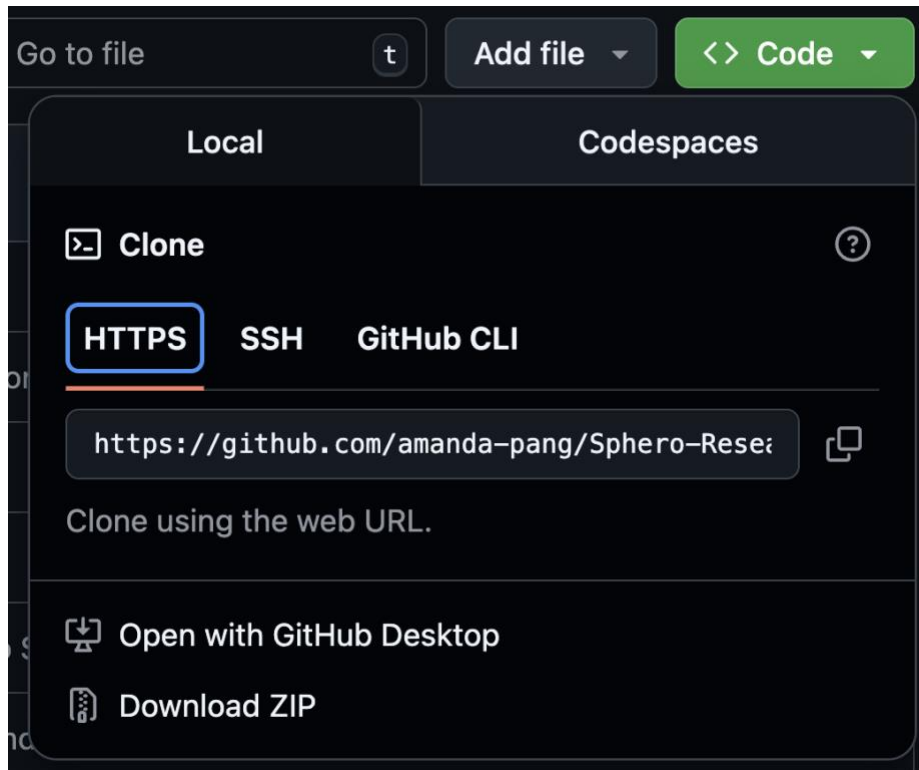 Go to file t Add file Code
Local Codespaces
Clone
HTTPS SSH GitHub CLI
https://github.com/amanda-pang/Sphero-Resea
Clone using the web URL.
Open with GitHub Desktop
Download ZIP